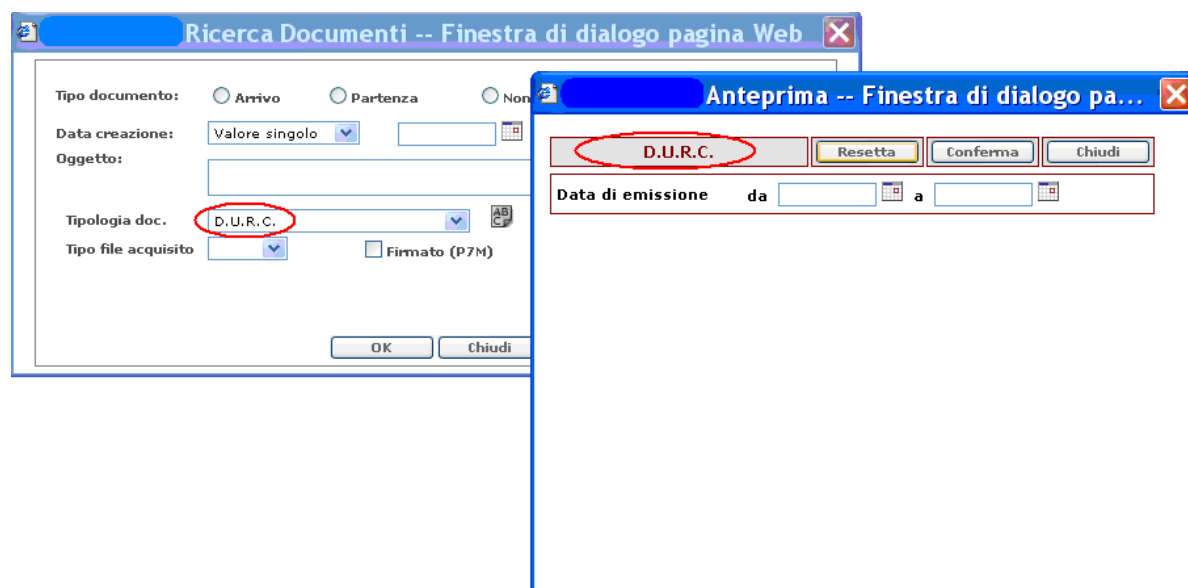 Ricerca Documenti -- Finestra di dialogo pagina Web
Tipo documento: Arrivo Partenza Non
Data creazione: Valore singolo
Oggetto:
Tipologia doc. D.U.R.C.
Tipo file acquisito Firmato (P7M)
OK Chiudi
Anteprima -- Finestra di dialogo pa...
D.U.R.C. Resetta Conferma Chiudi
Data di emissione da a